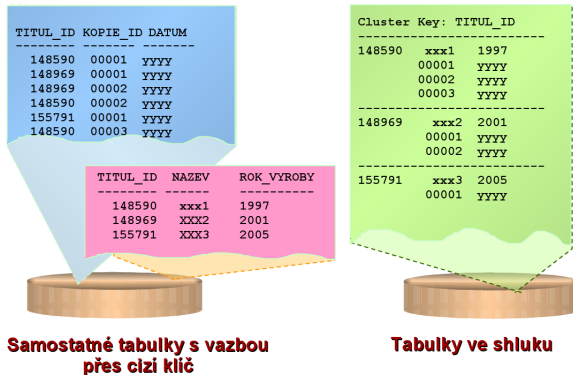 TITUL_ID KOPIE_ID DATUM
-------- -------- -------
148590 00001 yyyy
148969 00001 yyyy
148969 00002 yyyy
148590 00002 yyyy
155791 00001 yyyy
148590 00003 yyyy
TITUL_ID NAZEV ROK_VYROBY
-------- ------ ----------
148590 xxx1 1997
148969 XXX2 2001
155791 XXX3 2005
Samostatné tabulky s vazbou
přes cizí klíč
Cluster Key: TITUL_ID
-------------------------
148590 xxx1 1997
00001 yyyy
00002 yyyy
00003 yyyy
-------------------------
148969 xxx2 2001
00001 yyyy
00002 yyyy
-------------------------
155791 xxx3 2005
00001 yyyy
Tabulky ve shluku